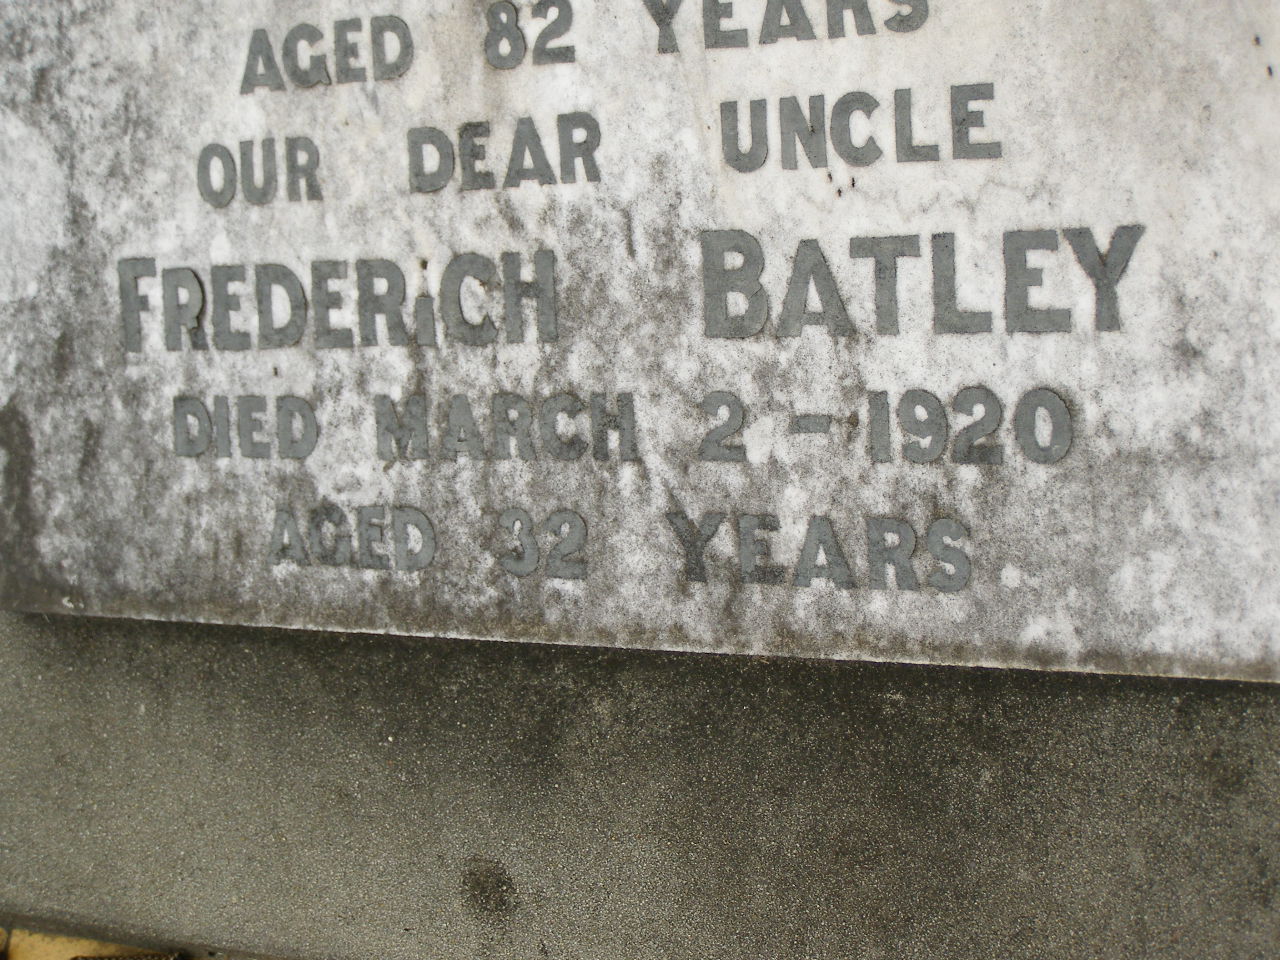 AGED 82 YEARS
OUR DEAR UNCLE
FREDERICH BATLEY
DIED MARCH 2 - 1920
AGED 32 YEARS